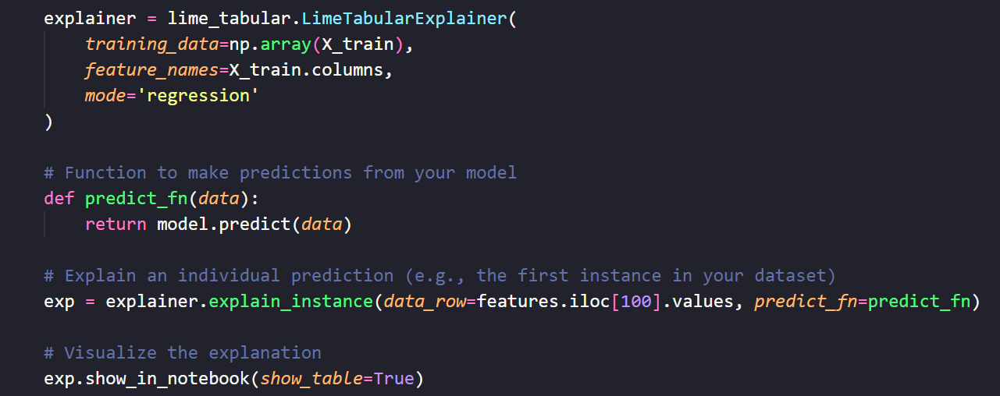 explainer = lime_tabular.LimeTabularExplainer(
    training_data=np.array(X_train),
    feature_names=X_train.columns,
    mode='regression'
)
# Function to make predictions from your model
def predict_fn(data):
    return model.predict(data)
# Explain an individual prediction (e.g., the first instance in your dataset)
exp = explainer.explain_instance(data_row=features.iloc[100].values, predict_fn=predict_fn)
# Visualize the explanation
exp.show_in_notebook(show_table=True)